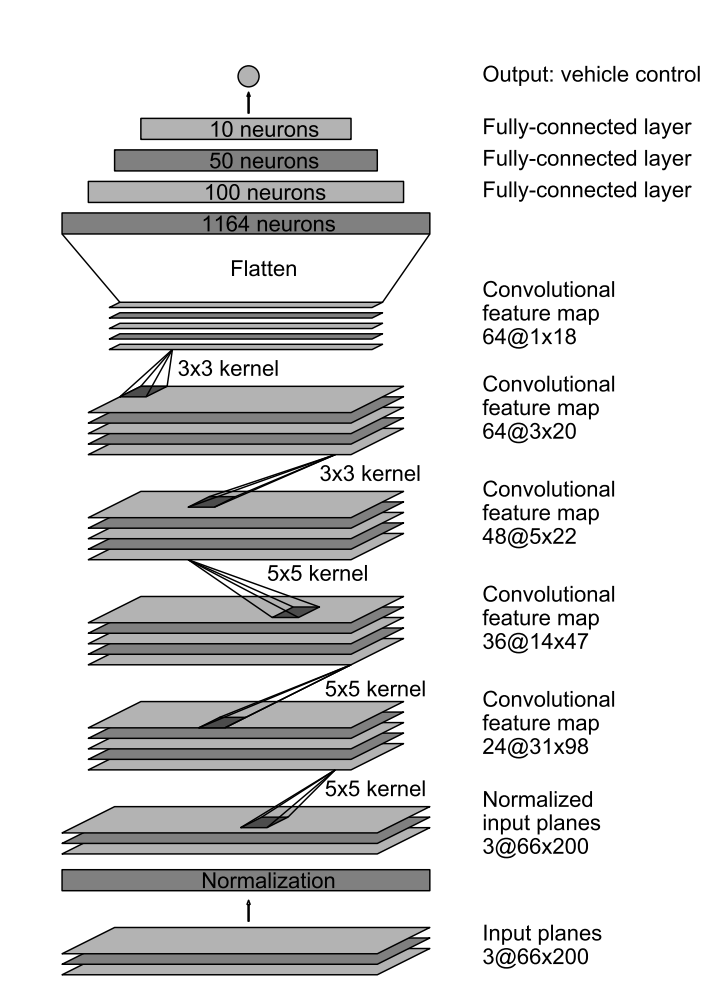 Output: vehicle control
10 neurons
Fully-connected layer
50 neurons
Fully-connected layer
100 neurons
Fully-connected layer
1164 neurons
Flatten
Convolutional
feature map
64@1x18
3x3 kernel
Convolutional
feature map
64@3x20
3x3 kernel
Convolutional
feature map
48@5x22
5x5 kernel
Convolutional
feature map
36@14x47
5x5 kernel
Convolutional
feature map
24@31x98
5x5 kernel
Normalized
input planes
3@66x200
Normalization
Input planes
3@66x200